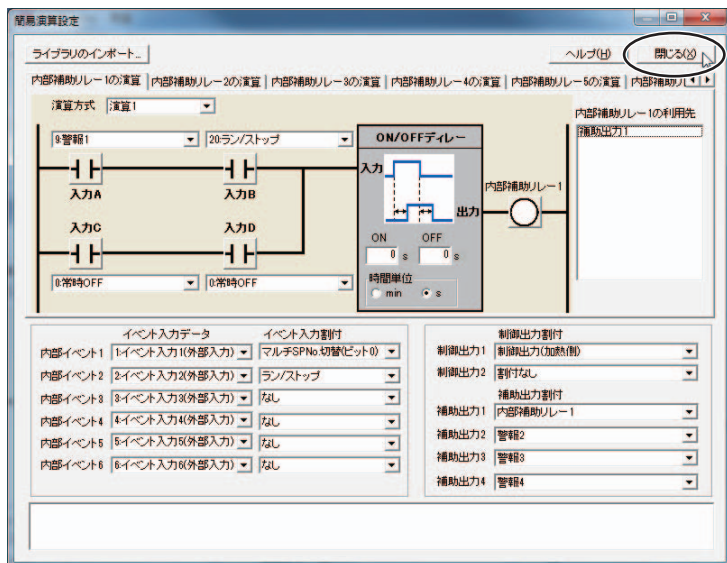 簡易演算設定
ライブラリのインポート...
ヘルプ(H)
閉じる(X)
内部補助リレー1の演算
内部補助リレー2の演算
内部補助リレー3の演算
内部補助リレー4の演算
内部補助リレー5の演算
内部補助リ
演算方式 演算1
内部補助リレー1の利用先
補助出力1
9:警報1
20:ラン/ストップ
ON/OFFディレー
入力A
入力B
入力
出力
内部補助リレー1
入力C
入力D
ON OFF
0 s 0 s
0:常時OFF
0:常時OFF
時間単位
min s
イベント入力データ イベント入力割付
内部イベント1 1:イベント入力1(外部入力) マルチSPNo.切替(ビット0)
内部イベント2 2:イベント入力2(外部入力) ラン/ストップ
内部イベント3 3:イベント入力3(外部入力) なし
内部イベント4 4:イベント入力4(外部入力) なし
内部イベント5 5:イベント入力5(外部入力) なし
内部イベント6 6:イベント入力6(外部入力) なし
制御出力割付
制御出力1 制御出力(加熱側)
制御出力2 割付なし
補助出力割付
補助出力1 内部補助リレー1
補助出力2 警報2
補助出力3 警報3
補助出力4 警報4